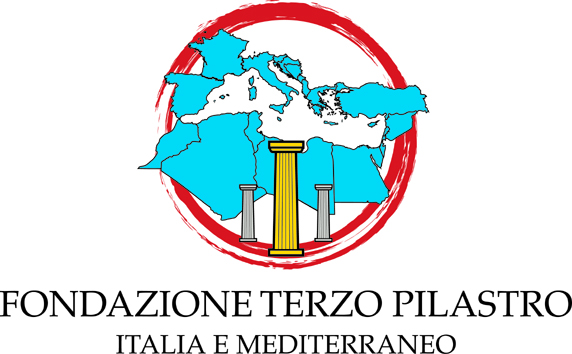 FONDAZIONE TERZO PILASTRO
ITALIA E MEDITERRANEO